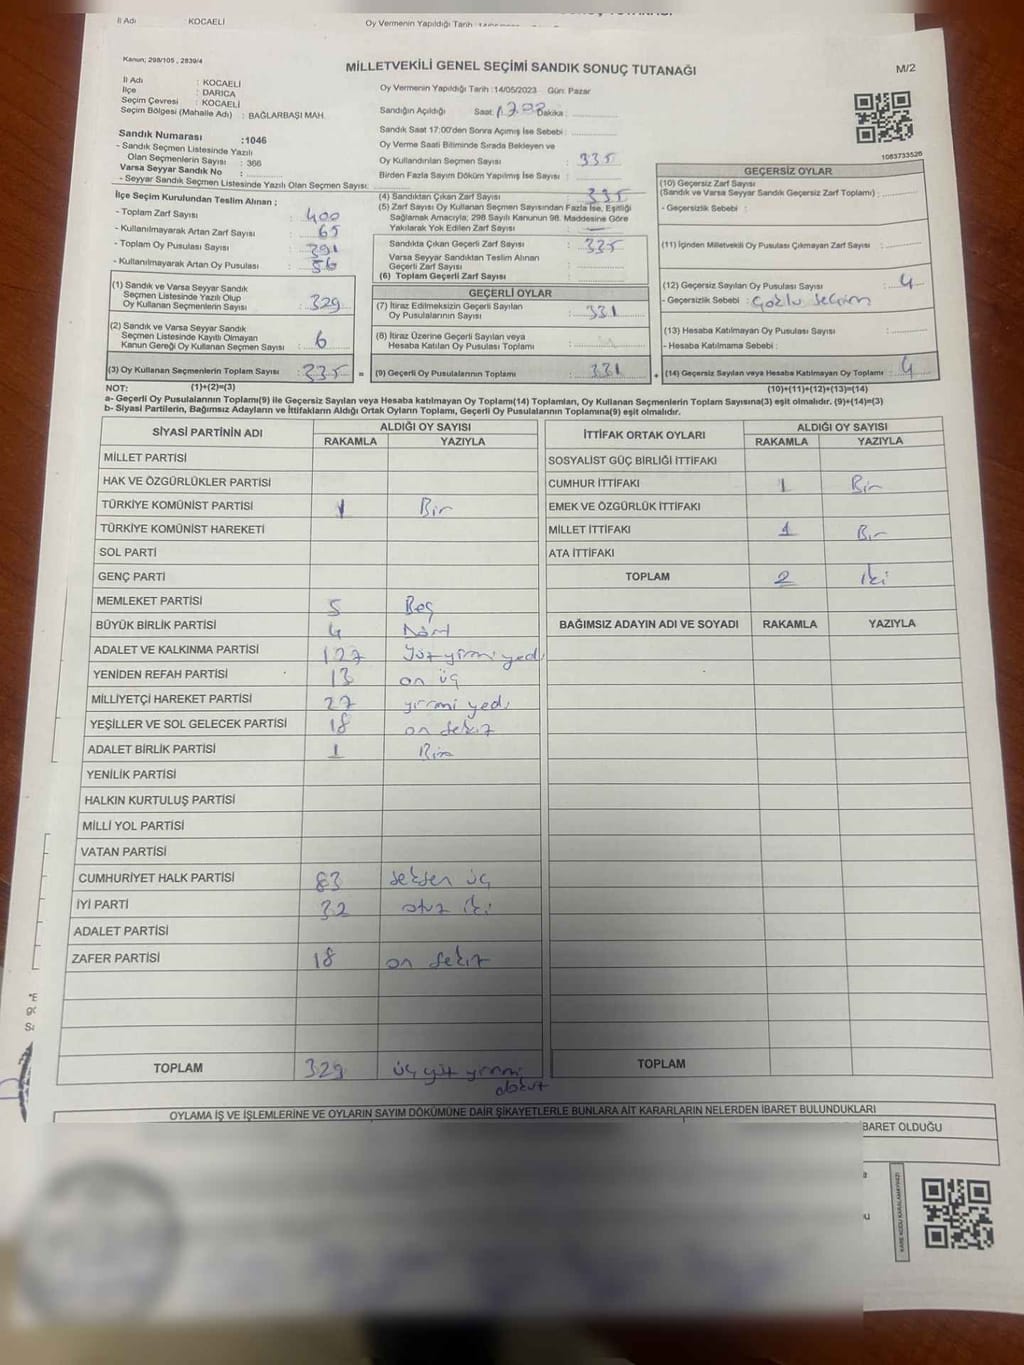 İl Adı : KOCAELİ
Oy Vermenin Yapıldığı Tarih
Kanun; 298/105 , 2839/4
MİLLETVEKİLİ GENEL SEÇİMİ SANDIK SONUÇ TUTANAĞI
M/2
İl Adı : KOCAELİ
İlçe : DARICA
Seçim Çevresi : KOCAELİ
Seçim Bölgesi (Mahalle Adı) : BAĞLARBAŞI MAH.
Sandık Numarası :1046
- Sandık Seçmen Listesinde Yazılı
Olan Seçmenlerin Sayısı : 366
Varsa Seyyar Sandık No :
- Seyyar Sandık Seçmen Listesinde Yazılı Olan Seçmen Sayısı:
İlçe Seçim Kurulundan Teslim Alınan ;
- Toplam Zarf Sayısı : 400
- Kullanılmayarak Artan Zarf Sayısı : 65
- Toplam Oy Pusulası Sayısı : 391
- Kullanılmayarak Artan Oy Pusulası : 56
(1) Sandık ve Varsa Seyyar Sandık
Seçmen Listesinde Yazılı Olup
Oy Kullanan Seçmenlerin Sayısı : 329
(2) Sandık ve Varsa Seyyar Sandık
Seçmen Listesinde Kayıtlı Olmayan
Kanun Gereği Oy Kullanan Seçmen Sayısı : 6
(3) Oy Kullanan Seçmenlerin Toplam Sayısı : 335 =
Oy Vermenin Yapıldığı Tarih :14/05/2023 Gün: Pazar
Sandığın Açıldığı Saat: Dakika :
Sandık Saat 17:00'den Sonra Açımış İse Sebebi :
Oy Verme Saati Bitiminde Sırada Bekleyen ve
Oy Kullandırılan Seçmen Sayısı : 335
Birden Fazla Sayım Döküm Yapılmış İse Sayısı :
(4) Sandıktan Çıkan Zarf Sayısı : 335
(5) Zarf Sayısı Oy Kullanan Seçmen Sayısından Fazla İse, Eşitliği
Sağlamak Amacıyla; 298 Sayılı Kanunun 98. Maddesine Göre
Yakılarak Yok Edilen Zarf Sayısı : —
Sandıkta Çıkan Geçerli Zarf Sayısı : 335
Varsa Seyyar Sandıktan Teslim Alınan
Geçerli Zarf Sayısı :
(6) Toplam Geçerli Zarf Sayısı :
GEÇERLİ OYLAR
(7) İtiraz Edilmeksizin Geçerli Sayılan
Oy Pusulalarının Sayısı : 331
(8) İtiraz Üzerine Geçerli Sayılan veya
Hesaba Katılan Oy Pusulası Toplamı :
(9) Geçerli Oy Pusulalarının Toplamı : 331 +
1083733526
GEÇERSİZ OYLAR
(10) Geçersiz Zarf Sayısı
(Sandık ve Varsa Seyyar Sandık Geçersiz Zarf Toplamı) :
- Geçersizlik Sebebi :
(11) İçinden Milletvekili Oy Pusulası Çıkmayan Zarf Sayısı :
(12) Geçersiz Sayılan Oy Pusulası Sayısı : 4
- Geçersizlik Sebebi : Çoklu seçim
(13) Hesaba Katılmayan Oy Pusulası Sayısı :
- Hesaba Katılmama Sebebi :
(14) Geçersiz Sayılan veya Hesaba Katılmayan Oy Toplamı : 4
NOT: (1)+(2)=(3) (10)+(11)+(12)+(13)=(14)
a- Geçerli Oy Pusulalarının Toplamı(9) ile Geçersiz Sayılan veya Hesaba Katılmayan Oy Toplamı(14) Toplamları, Oy Kullanan Seçmenlerin Toplam Sayısına(3) eşit olmalıdır. (9)+(14)=(3)
b- Siyasi Partilerin, Bağımsız Adayların ve İttifakların Aldığı Ortak Oyların Toplamı, Geçerli Oy Pusulalarının Toplamına(9) eşit olmalıdır.
SİYASİ PARTİNİN ADI ALDIĞI OY SAYISI
RAKAMLA YAZIYLA
MİLLET PARTİSİ
HAK VE ÖZGÜRLÜKLER PARTİSİ
TÜRKİYE KOMÜNİST PARTİSİ 1 Bir
TÜRKİYE KOMÜNİST HAREKETİ
SOL PARTİ
GENÇ PARTİ
MEMLEKET PARTİSİ 5 Beş
BÜYÜK BİRLİK PARTİSİ 4 Dört
ADALET VE KALKINMA PARTİSİ 127 Yüz yirmi yedi
YENİDEN REFAH PARTİSİ 13 on üç
MİLLİYETÇİ HAREKET PARTİSİ 27 yirmi yedi
YEŞİLLER VE SOL GELECEK PARTİSİ 18 on sekiz
ADALET BİRLİK PARTİSİ 1 Bir
YENİLİK PARTİSİ
HALKIN KURTULUŞ PARTİSİ
MİLLİ YOL PARTİSİ
VATAN PARTİSİ
CUMHURİYET HALK PARTİSİ 83 seksen üç
İYİ PARTİ 32 otuz iki
ADALET PARTİSİ
ZAFER PARTİSİ 18 on sekiz
TOPLAM 329 üç yüz yirmi
dokuz
İTTİFAK ORTAK OYLARI ALDIĞI OY SAYISI
RAKAMLA YAZIYLA
SOSYALİST GÜÇ BİRLİĞİ İTTİFAKI
CUMHUR İTTİFAKI 1 Bir
EMEK VE ÖZGÜRLÜK İTTİFAKI
MİLLET İTTİFAKI 1 Bir
ATA İTTİFAKI
TOPLAM 2 iki
BAĞIMSIZ ADAYIN ADI VE SOYADI RAKAMLA YAZIYLA
TOPLAM
OYLAMA İŞ VE İŞLEMLERİNE VE OYLARIN SAYIM DÖKÜMÜNE DAİR ŞİKAYETLERLE BUNLARA AİT KARARLARIN NELERDEN İBARET BULUNDUKLARI
BARET OLDUĞU
KARE KODU KARALAMAYINIZ!